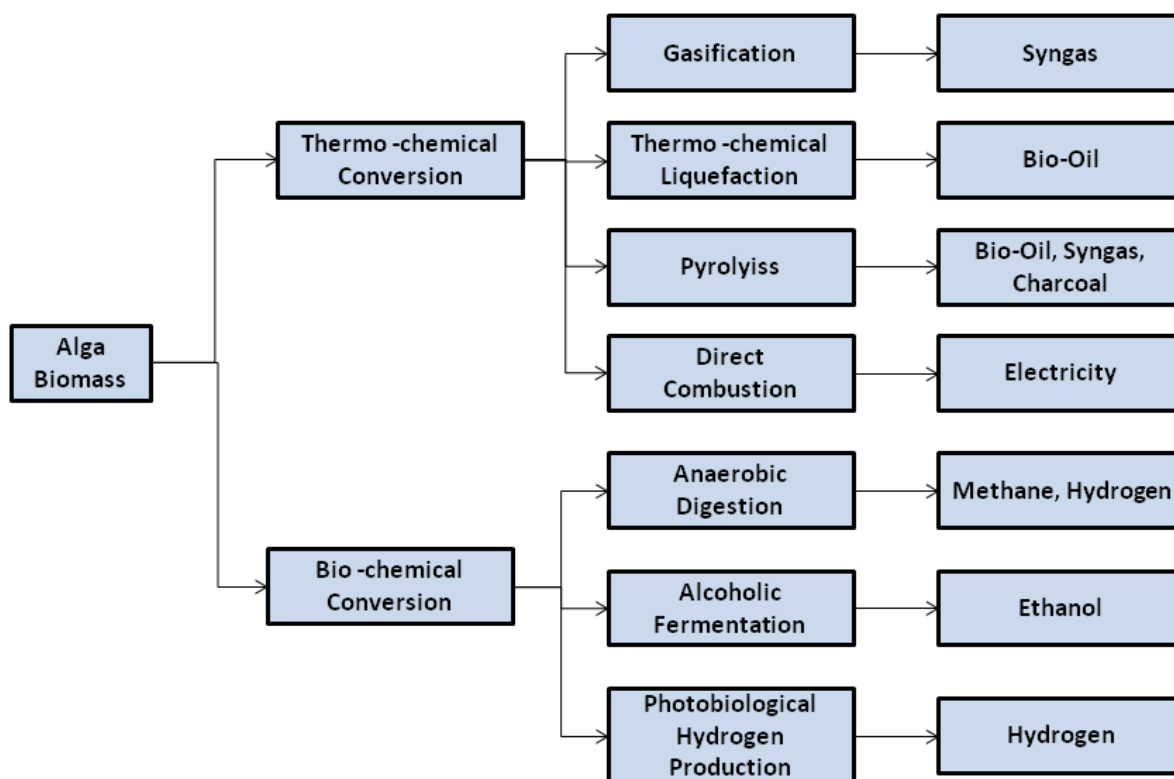 Gasification
Syngas
Thermo -chemical
Conversion
Thermo -chemical
Liquefaction
Bio-Oil
Pyrolyiss
Bio-Oil, Syngas,
Charcoal
Alga
Biomass
Direct
Combustion
Electricity
Anaerobic
Digestion
Methane, Hydrogen
Bio -chemical
Conversion
Alcoholic
Fermentation
Ethanol
Photobiological
Hydrogen
Production
Hydrogen